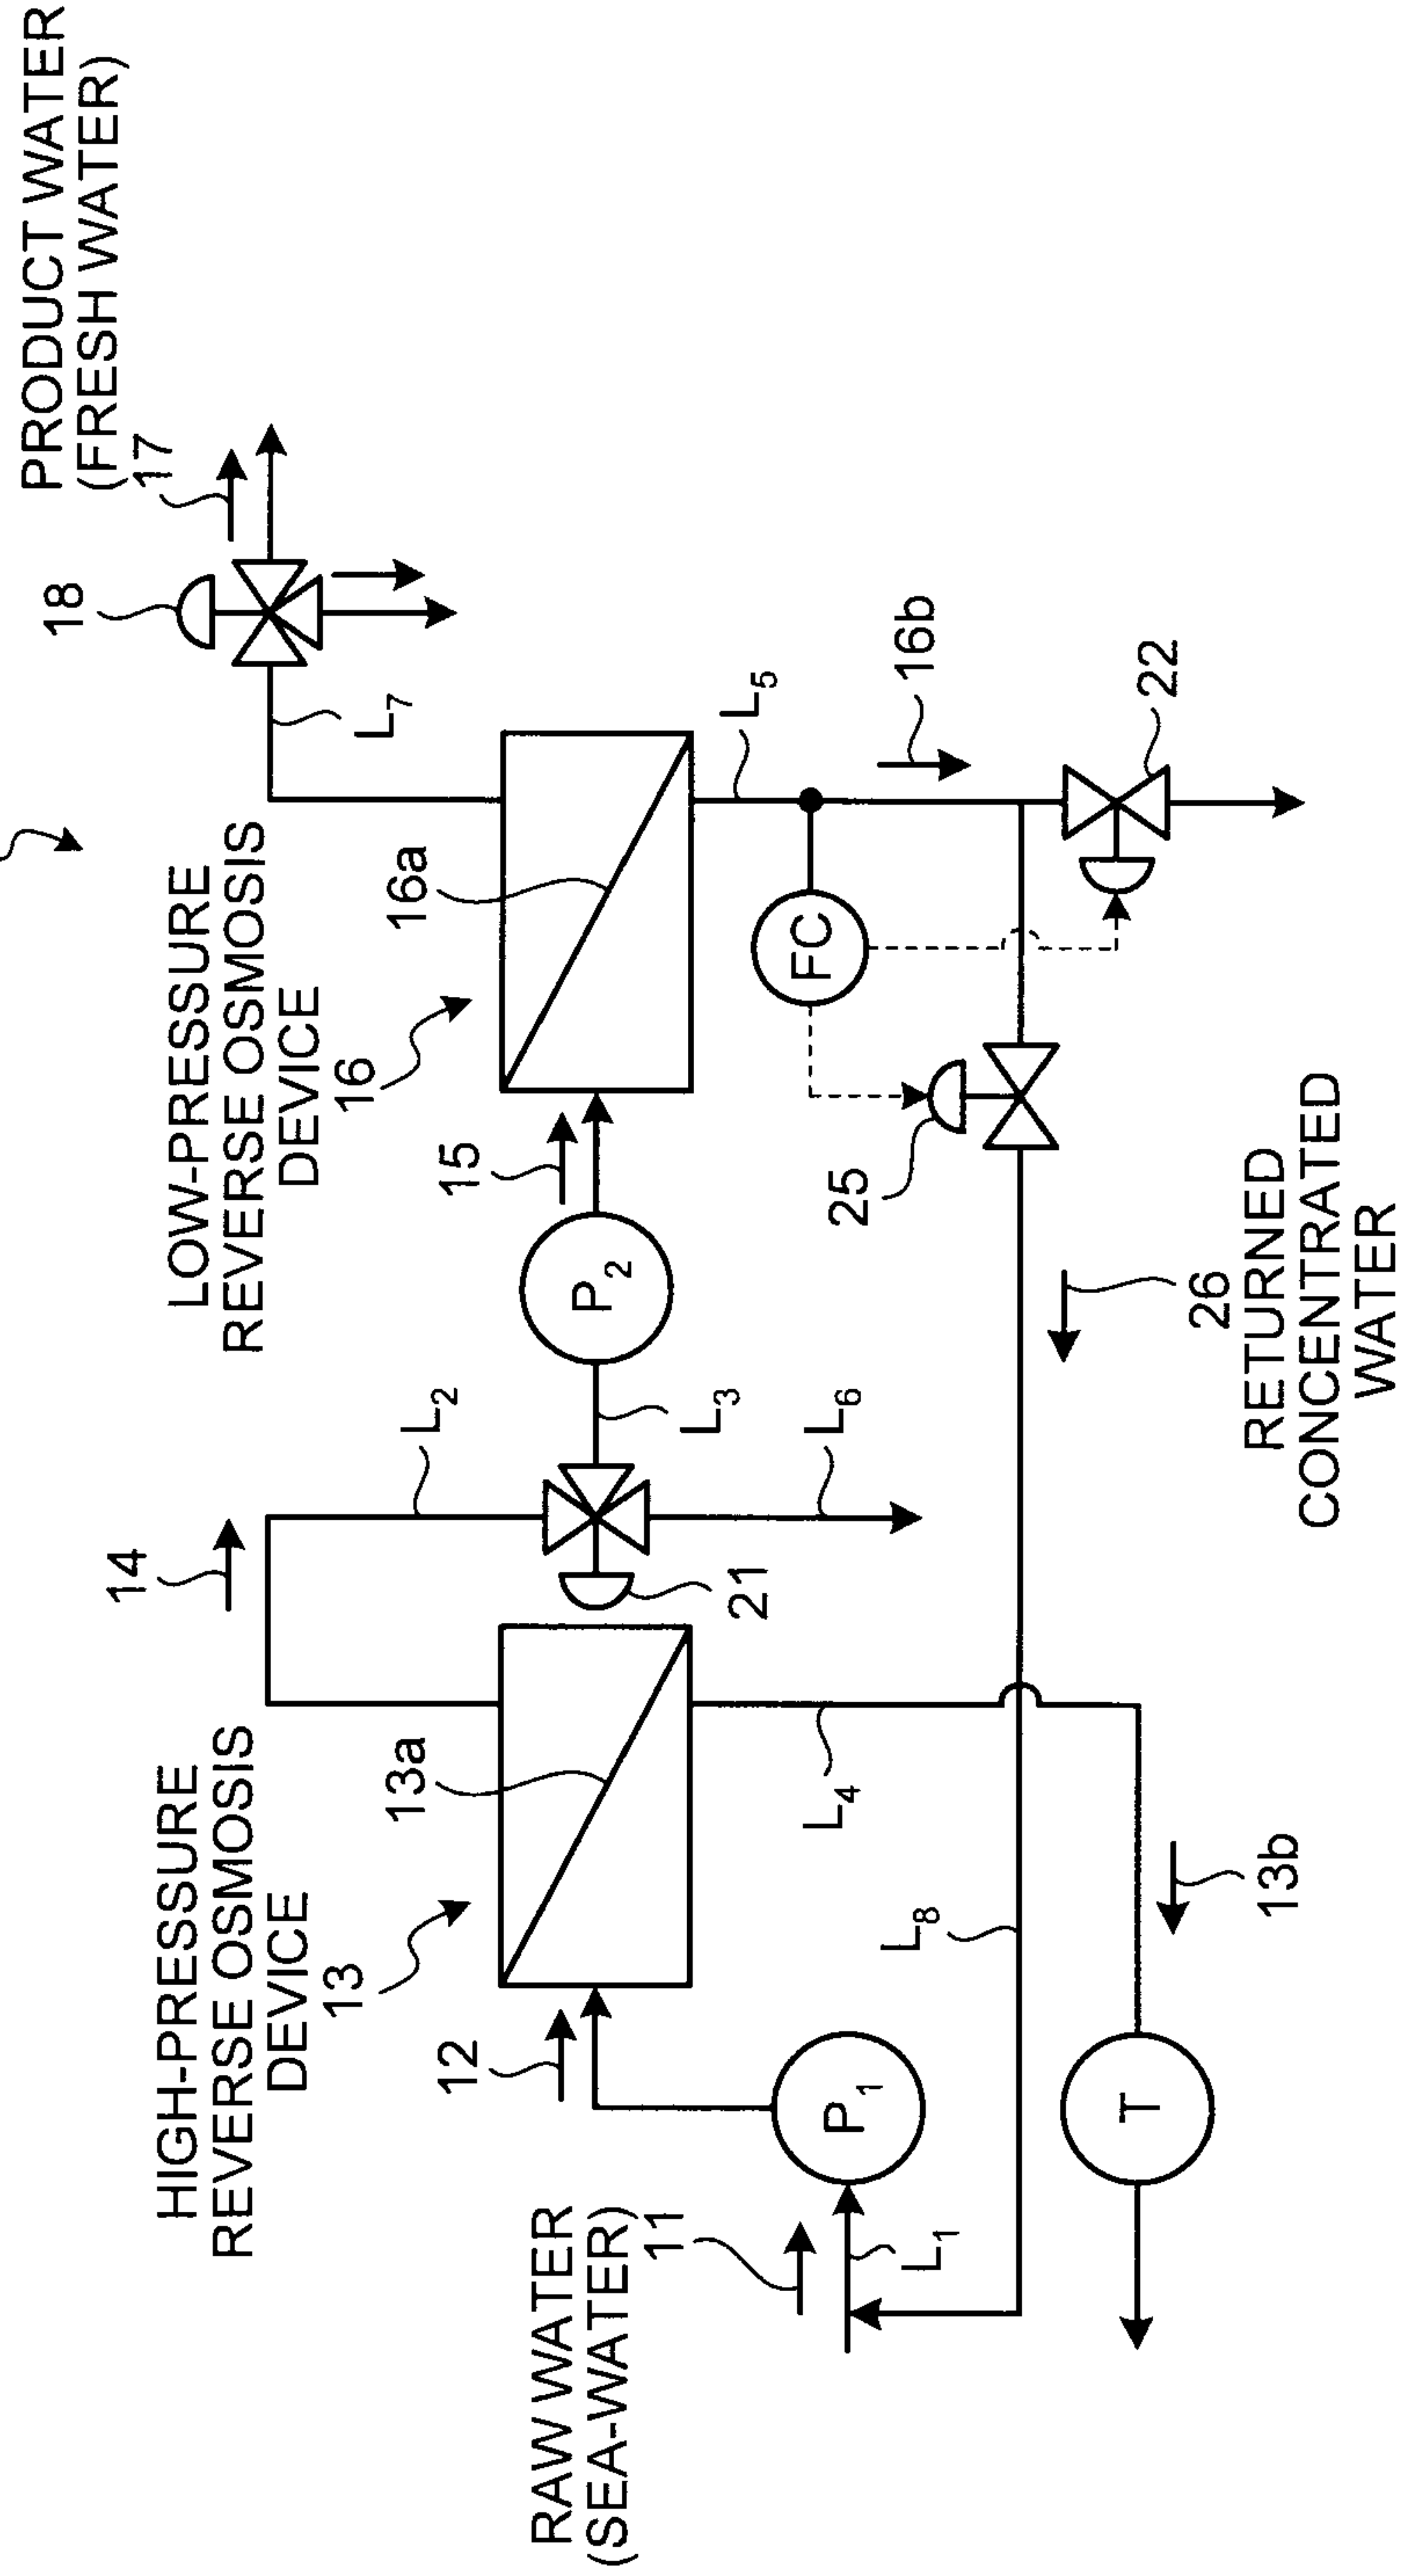 PRODUCT WATER
(FRESH WATER)
17
18
L7
LOW-PRESSURE
REVERSE OSMOSIS
DEVICE
16
16a
15
P2
L5
16b
22
FC
25
26
RETURNED
CONCENTRATED
WATER
L2
L3
L6
14
21
HIGH-PRESSURE
REVERSE OSMOSIS
DEVICE
13
13a
12
L4
L8
13b
P1
T
RAW WATER
(SEA-WATER)
11
L1